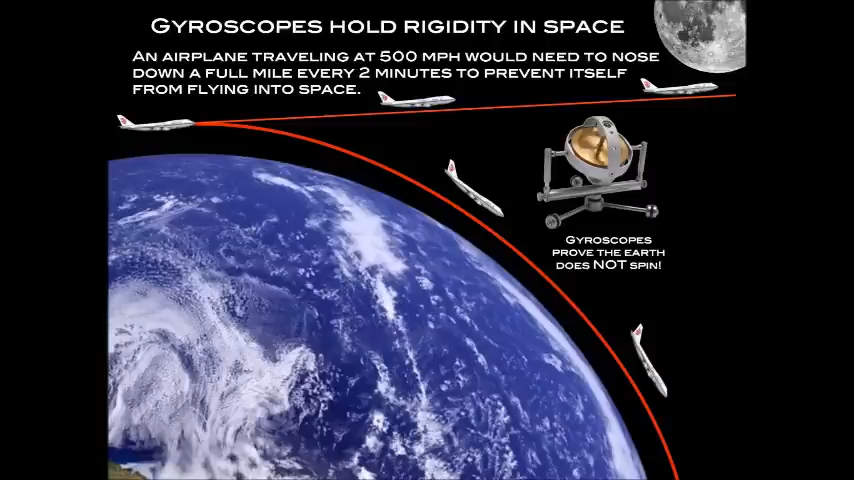 Gyroscopes hold rigidity in space
An airplane traveling at 500 mph would need to nose
down a full mile every 2 minutes to prevent itself
from flying into space.
Gyroscopes
prove the earth
does NOT spin!